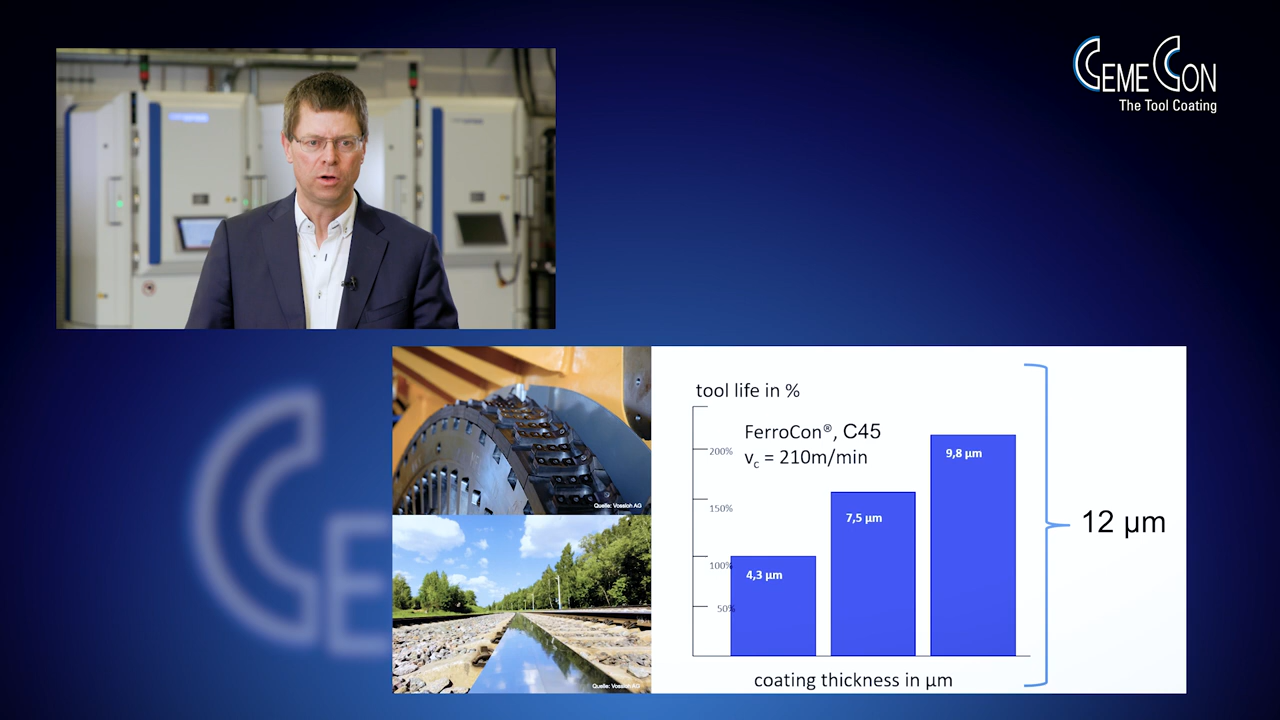 CEMECON
The Tool Coating
tool life in %
FerroCon®, C45
vc = 210m/min
200%
150%
100%
50%
9,8 µm
7,5 µm
4,3 µm
12 µm
coating thickness in µm
Quelle: Vossloh AG
Quelle: Vossloh AG
CE